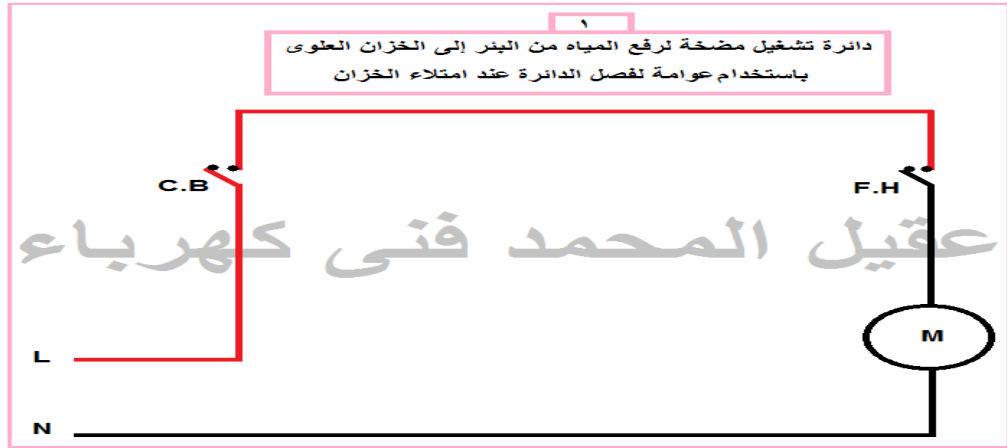 ١
دائرة تشغيل مضخة لرفع المياه من البئر إلى الخزان العلوى
باستخدام عوامة لفصل الدائرة عند امتلاء الخزان
C.B
F.H
عقيل المحمد فنى كهرباء
M
L
N